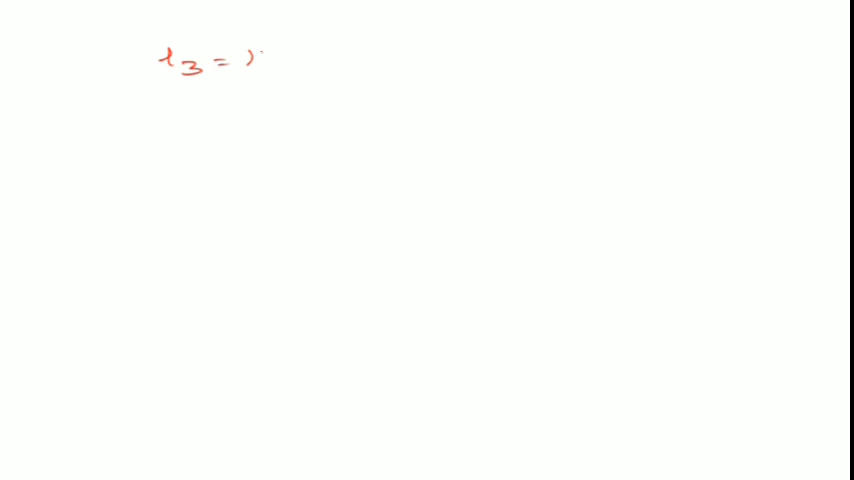 t₃ =